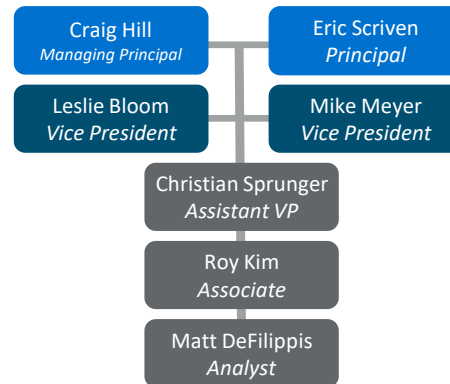 Craig Hill
Managing Principal
Eric Scriven
Principal
Leslie Bloom
Vice President
Mike Meyer
Vice President
Christian Sprunger
Assistant VP
Roy Kim
Associate
Matt DeFilippis
Analyst